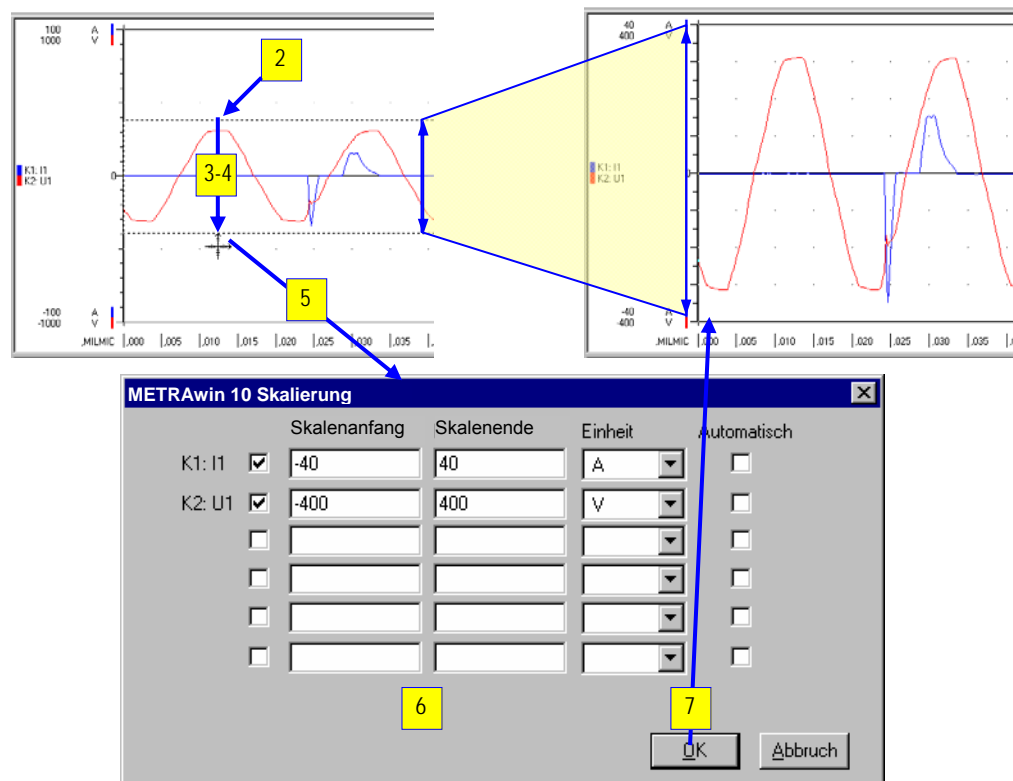 100 A
1000 V
2
3-4
K1: I1
K2: U1
0
5
-100 A
-1000 V
.MILMIC .000 .005 .010 .015 .020 .025 .030 .035
40 A
400 V
K1: I1
K2: U1
-40 A
-400 V
.MILMIC .000 .005 .010 .015 .020 .025 .030 .035
METRAwin 10 Skalierung
Skalenanfang Skalenende Einheit Automatisch
K1: I1 -40 40 A
K2: U1 -400 400 V
6
7
OK Abbruch